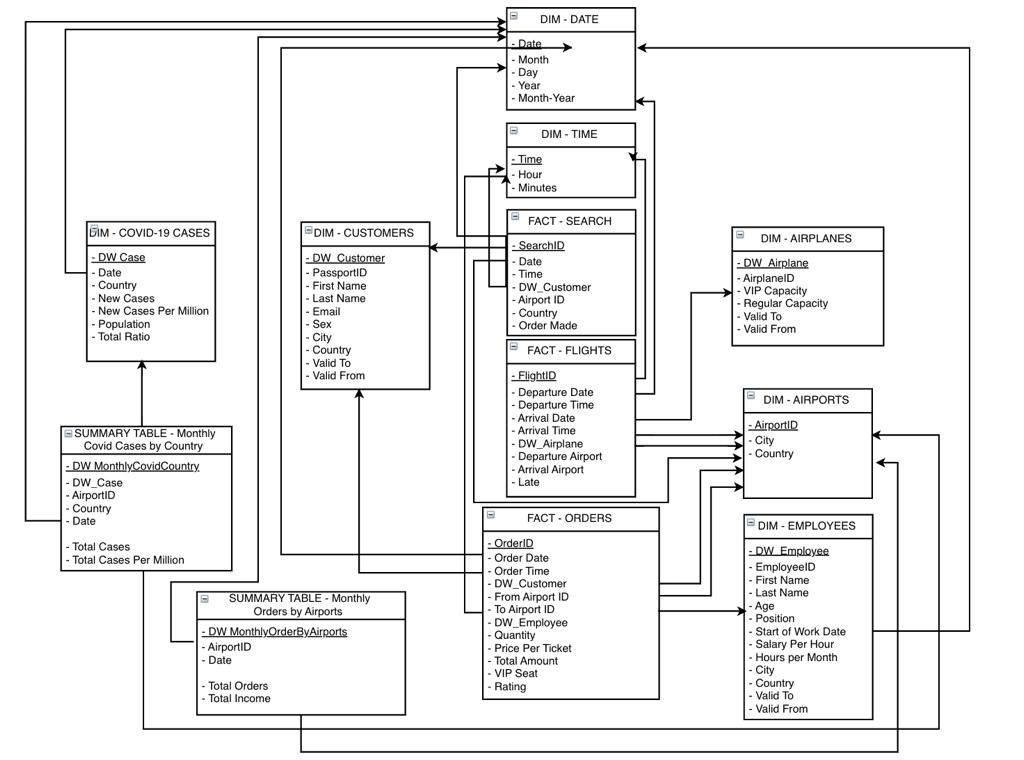 DIM - DATE
- Date
- Month
- Day
- Year
- Month-Year
DIM - TIME
- Time
- Hour
- Minutes
DIM - COVID-19 CASES
- DW Case
- Date
- Country
- New Cases
- New Cases Per Million
- Population
- Total Ratio
DIM - CUSTOMERS
- DW_Customer
- PassportID
- First Name
- Last Name
- Email
- Sex
- City
- Country
- Valid To
- Valid From
FACT - SEARCH
- SearchID
- Date
- Time
- DW_Customer
- Airport ID
- Country
- Order Made
DIM - AIRPLANES
- DW_Airplane
- AirplaneID
- VIP Capacity
- Regular Capacity
- Valid To
- Valid From
FACT - FLIGHTS
- FlightID
- Departure Date
- Departure Time
- Arrival Date
- Arrival Time
- DW_Airplane
- Departure Airport
- Arrival Airport
- Late
DIM - AIRPORTS
- AirportID
- City
- Country
SUMMARY TABLE - Monthly
Covid Cases by Country
- DW MonthlyCovidCountry
- DW_Case
- AirportID
- Country
- Date
- Total Cases
- Total Cases Per Million
FACT - ORDERS
- OrderID
- Order Date
- Order Time
- DW_Customer
- From Airport ID
- To Airport ID
- DW_Employee
- Quantity
- Price Per Ticket
- Total Amount
- VIP Seat
- Rating
DIM - EMPLOYEES
- DW_Employee
- EmployeeID
- First Name
- Last Name
- Age
- Position
- Start of Work Date
- Salary Per Hour
- Hours per Month
- City
- Country
- Valid To
- Valid From
SUMMARY TABLE - Monthly
Orders by Airports
- DW MonthlyOrderByAirports
- AirportID
- Date
- Total Orders
- Total Income